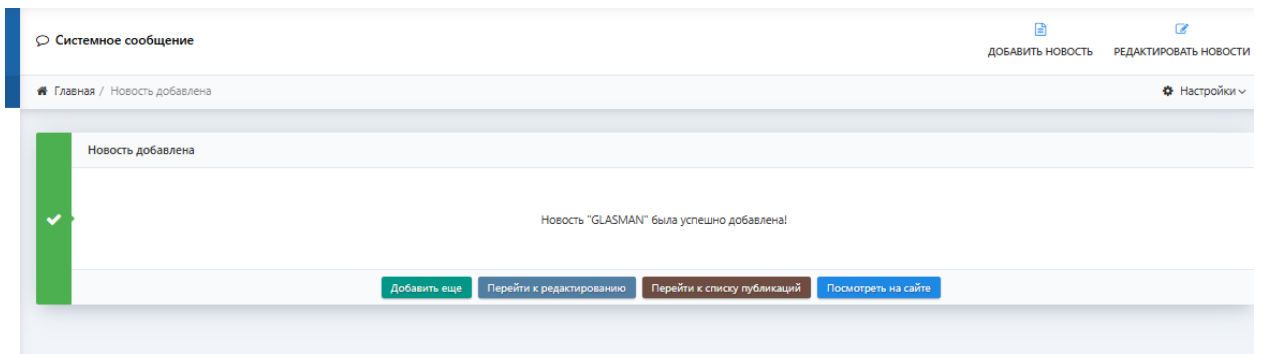 Системное сообщение
ДОБАВИТЬ НОВОСТЬ РЕДАКТИРОВАТЬ НОВОСТИ
Главная / Новость добавлена Настройки
Новость добавлена
Новость "GLASMAN" была успешно добавлена!
Добавить еще Перейти к редактированию Перейти к списку публикаций Посмотреть на сайте